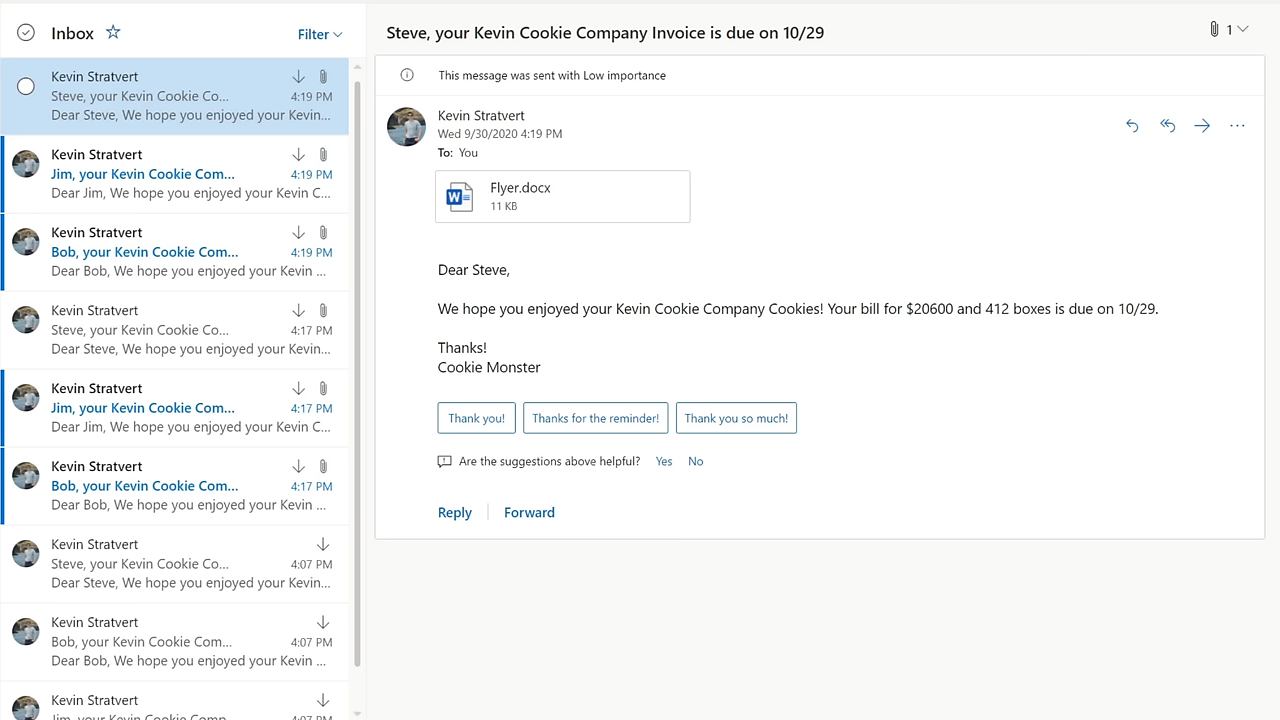 Inbox
Filter
Kevin Stratvert
Steve, your Kevin Cookie Co...
4:19 PM
Dear Steve, We hope you enjoyed your Kevin...
Kevin Stratvert
Jim, your Kevin Cookie Com...
4:19 PM
Dear Jim, We hope you enjoyed your Kevin C...
Kevin Stratvert
Bob, your Kevin Cookie Com...
4:19 PM
Dear Bob, We hope you enjoyed your Kevin ...
Kevin Stratvert
Steve, your Kevin Cookie Co...
4:17 PM
Dear Steve, We hope you enjoyed your Kevin...
Kevin Stratvert
Jim, your Kevin Cookie Com...
4:17 PM
Dear Jim, We hope you enjoyed your Kevin C...
Kevin Stratvert
Bob, your Kevin Cookie Com...
4:17 PM
Dear Bob, We hope you enjoyed your Kevin ...
Kevin Stratvert
Steve, your Kevin Cookie Co...
4:07 PM
Dear Steve, We hope you enjoyed your Kevin...
Kevin Stratvert
Bob, your Kevin Cookie Com...
4:07 PM
Dear Bob, We hope you enjoyed your Kevin ...
Kevin Stratvert
Jim, your Kevin Cookie Comp...
4:07 PM
Steve, your Kevin Cookie Company Invoice is due on 10/29
1
This message was sent with Low importance
Kevin Stratvert
Wed 9/30/2020 4:19 PM
To: You
W
Flyer.docx
11 KB
Dear Steve,
We hope you enjoyed your Kevin Cookie Company Cookies! Your bill for $20600 and 412 boxes is due on 10/29.
Thanks!
Cookie Monster
Thank you!
Thanks for the reminder!
Thank you so much!
Are the suggestions above helpful? Yes No
Reply
Forward